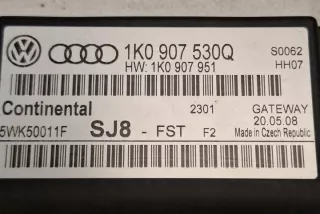 1K0 907 530Q S0062
HW: 1K0 907 951 HH07
Continental 2301 GATEWAY
5WK50011F SJ8 - FST F2 20.05.08
Made in Czech Republic